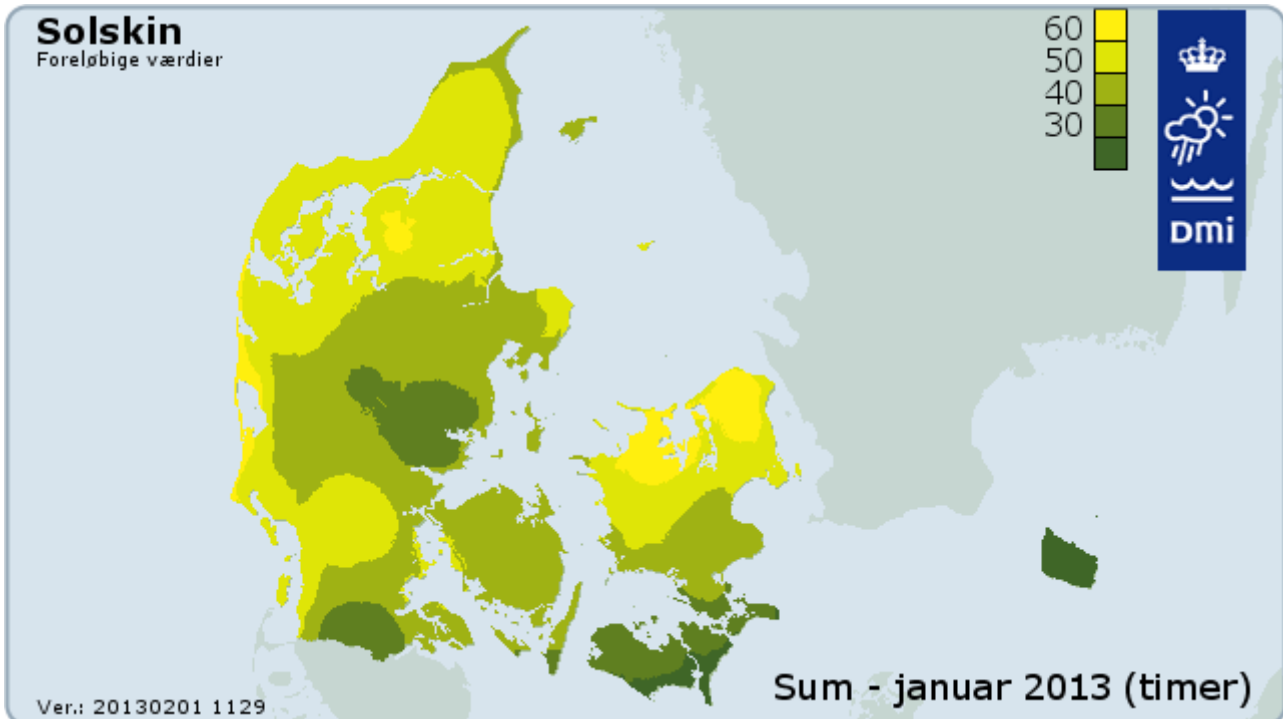 Solskin
Foreløbige værdier
60
50
40
30
DMi
Sum - januar 2013 (timer)
Ver.: 20130201 1129